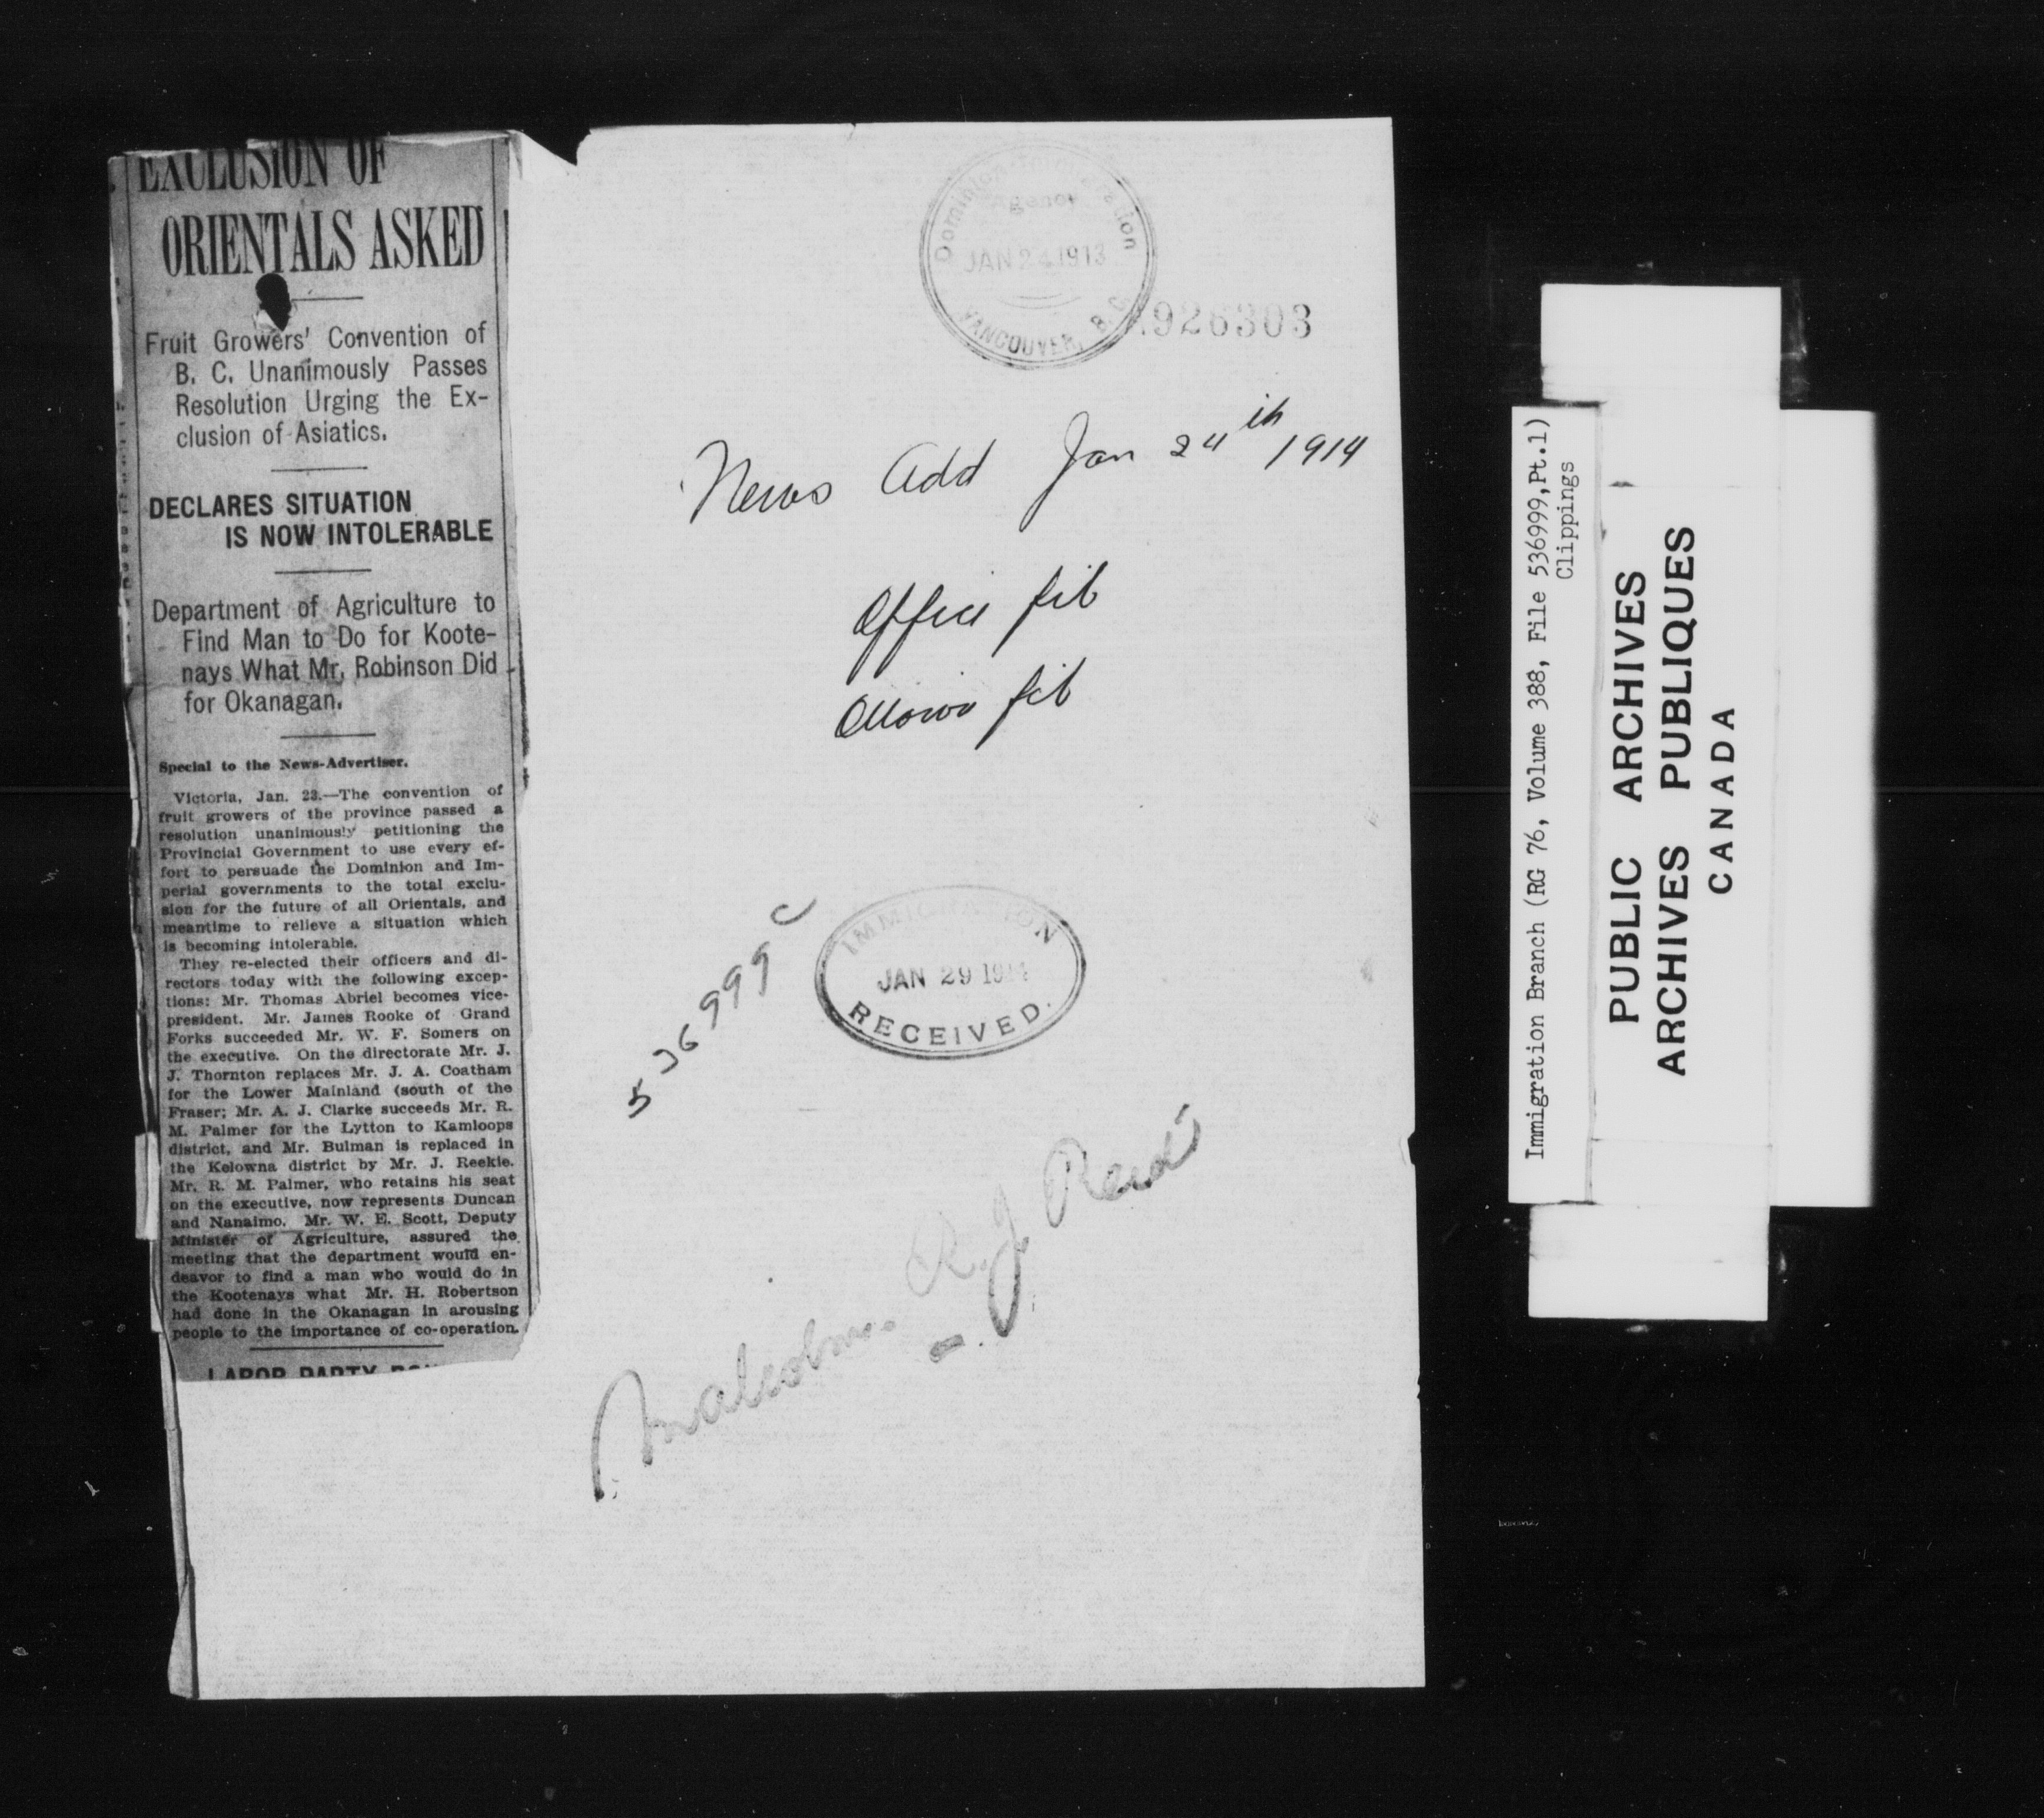 EXCLUSION OF
ORIENTALS ASKED
Fruit Growers' Convention of
B. C. Unanimously Passes
Resolution Urging the Ex-
clusion of Asiatics.
DECLARES SITUATION
IS NOW INTOLERABLE
Department of Agriculture to
Find Man to Do for Koote-
nays What Mr. Robinson Did
for Okanagan.
Special to the News-Advertiser.
Victoria, Jan. 23.—The convention of
fruit growers of the province passed a
resolution unanimously petitioning the
Provincial Government to use every ef-
fort to persuade the Dominion and Im-
perial governments to the total exclu-
sion for the future of all Orientals, and
meantime to relieve a situation which
is becoming intolerable.
They re-elected their officers and di-
rectors today with the following excep-
tions: Mr. Thomas Abriel becomes vice-
president. Mr. James Rooke of Grand
Forks succeeded Mr. W. F. Somers on
the executive. On the directorate Mr. J.
J. Thornton replaces Mr. J. A. Coatham
for the Lower Mainland (south of the
Fraser; Mr. A. J. Clarke succeeds Mr. R.
M. Palmer for the Lytton to Kamloops
district, and Mr. Bulman is replaced in
the Kelowna district by Mr. J. Reekie.
Mr. R. M. Palmer, who retains his seat
on the executive, now represents Duncan
and Nanaimo. Mr. W. E. Scott, Deputy
Minister of Agriculture, assured the
meeting that the department would en-
deavor to find a man who would do in
the Kootenays what Mr. H. Robertson
had done in the Okanagan in arousing
people to the importance of co-operation.
LABOR PARTY
Dominion Immigration
Agency
JAN 24 1913
VANCOUVER, B. C.
926303
News Add Jan 24th 1914
Office fil
Ottawa fil
536999 C
IMMIGRATION
JAN 29 1914
RECEIVED.
Malcolm R. J. Reid
Immigration Branch (RG 76, Volume 388, File 536999, Pt.1)
Clippings
PUBLIC ARCHIVES
ARCHIVES PUBLIQUES
CANADA